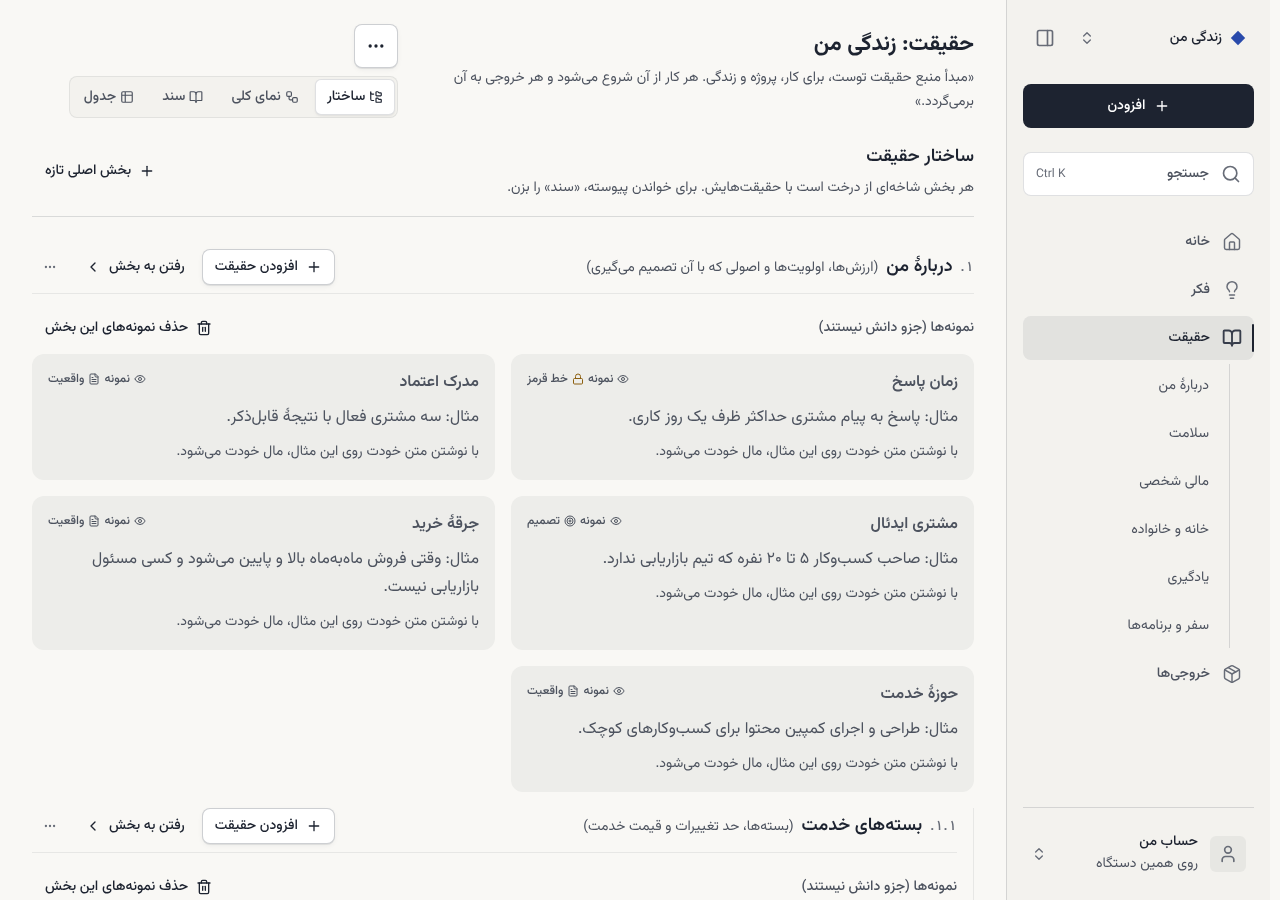 زندگی من
افزودن
جستجو
Ctrl K
خانه
فکر
حقیقت
دربارهٔ من
سلامت
مالی شخصی
خانه و خانواده
یادگیری
سفر و برنامه‌ها
خروجی‌ها
حساب من
روی همین دستگاه
حقیقت: زندگی من
«مبدأ منبع حقیقت توست، برای کار، پروژه و زندگی. هر کار از آن شروع می‌شود و هر خروجی به آن
برمی‌گردد.»
ساختار
نمای کلی
سند
جدول
ساختار حقیقت
هر بخش شاخه‌ای از درخت است با حقیقت‌هایش. برای خواندن پیوسته، «سند» را بزن.
بخش اصلی تازه
۱. دربارهٔ من (ارزش‌ها، اولویت‌ها و اصولی که با آن تصمیم می‌گیری)
افزودن حقیقت
رفتن به بخش
نمونه‌ها (جزو دانش نیستند)
حذف نمونه‌های این بخش
زمان پاسخ
نمونه خط قرمز
مثال: پاسخ به پیام مشتری حداکثر ظرف یک روز کاری.
با نوشتن متن خودت روی این مثال، مال خودت می‌شود.
مدرک اعتماد
نمونه واقعیت
مثال: سه مشتری فعال با نتیجهٔ قابل‌ذکر.
با نوشتن متن خودت روی این مثال، مال خودت می‌شود.
مشتری ایدئال
نمونه تصمیم
مثال: صاحب کسب‌وکار ۵ تا ۲۰ نفره که تیم بازاریابی ندارد.
با نوشتن متن خودت روی این مثال، مال خودت می‌شود.
جرقهٔ خرید
نمونه واقعیت
مثال: وقتی فروش ماه‌به‌ماه بالا و پایین می‌شود و کسی مسئول
بازاریابی نیست.
با نوشتن متن خودت روی این مثال، مال خودت می‌شود.
حوزهٔ خدمت
نمونه واقعیت
مثال: طراحی و اجرای کمپین محتوا برای کسب‌وکارهای کوچک.
با نوشتن متن خودت روی این مثال، مال خودت می‌شود.
۱.۱. بسته‌های خدمت (بسته‌ها، حد تغییرات و قیمت خدمت)
افزودن حقیقت
رفتن به بخش
نمونه‌ها (جزو دانش نیستند)
حذف نمونه‌های این بخش